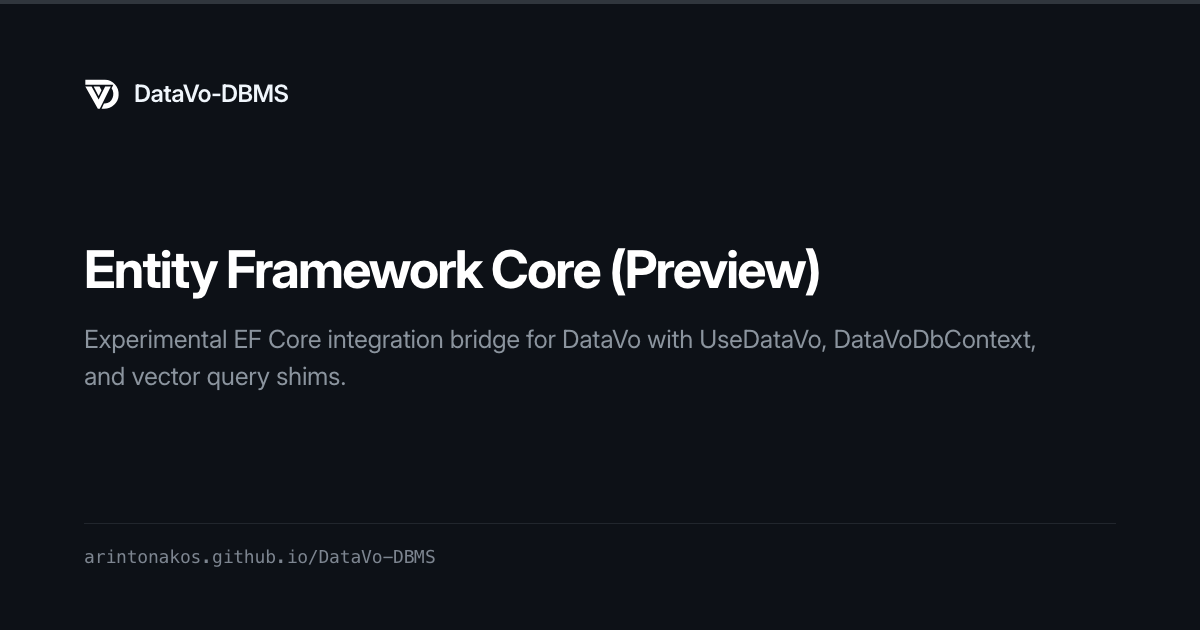 DataVo-DBMS
Entity Framework Core (Preview)
Experimental EF Core integration bridge for DataVo with UseDataVo, DataVoDbContext,
and vector query shims.
arintonakos.github.io/DataVo-DBMS